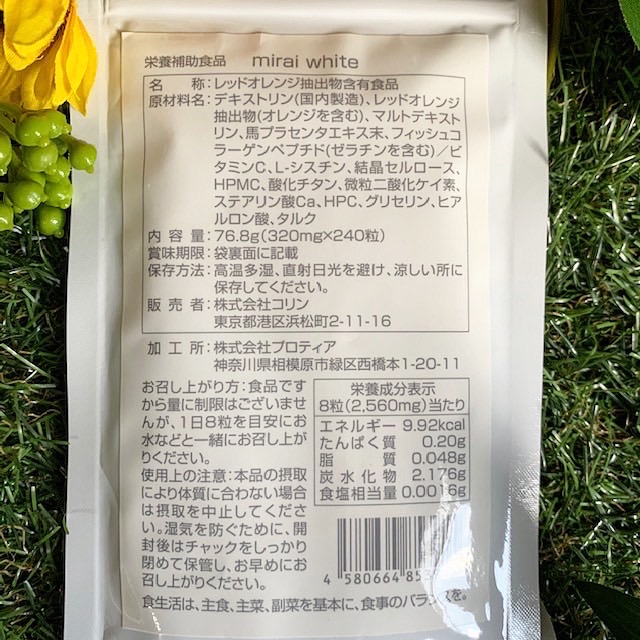 栄養補助食品 mirai white
名 称:レッドオレンジ抽出物含有食品
原材料名:デキストリン(国内製造)、レッドオレンジ
抽出物(オレンジを含む)、マルトデキスト
リン、馬プラセンタエキス末、フィッシュコ
ラーゲンペプチド(ゼラチンを含む)／ビ
タミンC、L-シスチン、結晶セルロース、
HPMC、酸化チタン、微粒二酸化ケイ素、
ステアリン酸Ca、HPC、グリセリン、ヒア
ルロン酸、タルク
内 容 量:76.8g(320mg×240粒)
賞味期限:袋裏面に記載
保存方法:高温多湿、直射日光を避け、涼しい所に
保存してください。
販 売 者:株式会社コリン
東京都港区浜松町2-11-16
加 工 所:株式会社プロティア
神奈川県相模原市緑区西橋本1-20-11
お召し上がり方:食品です
から量に制限はございませ
んが、1日8粒を目安にお
水などと一緒にお召し上が
りください。
使用上の注意:本品の摂取
により体質に合わない場合
は摂取を中止してくださ
い。湿気を防ぐために、開
封後はチャックをしっかり
閉めて保管し、お早めにお
召し上がりください。
栄養成分表示
8粒(2,560mg)当たり
エネルギー 9.92kcal
たんぱく質 0.20g
脂 質 0.048g
炭水化物 2.176g
食塩相当量 0.0016g
4 580664 85
食生活は、主食、主菜、副菜を基本に、食事のバランスを。